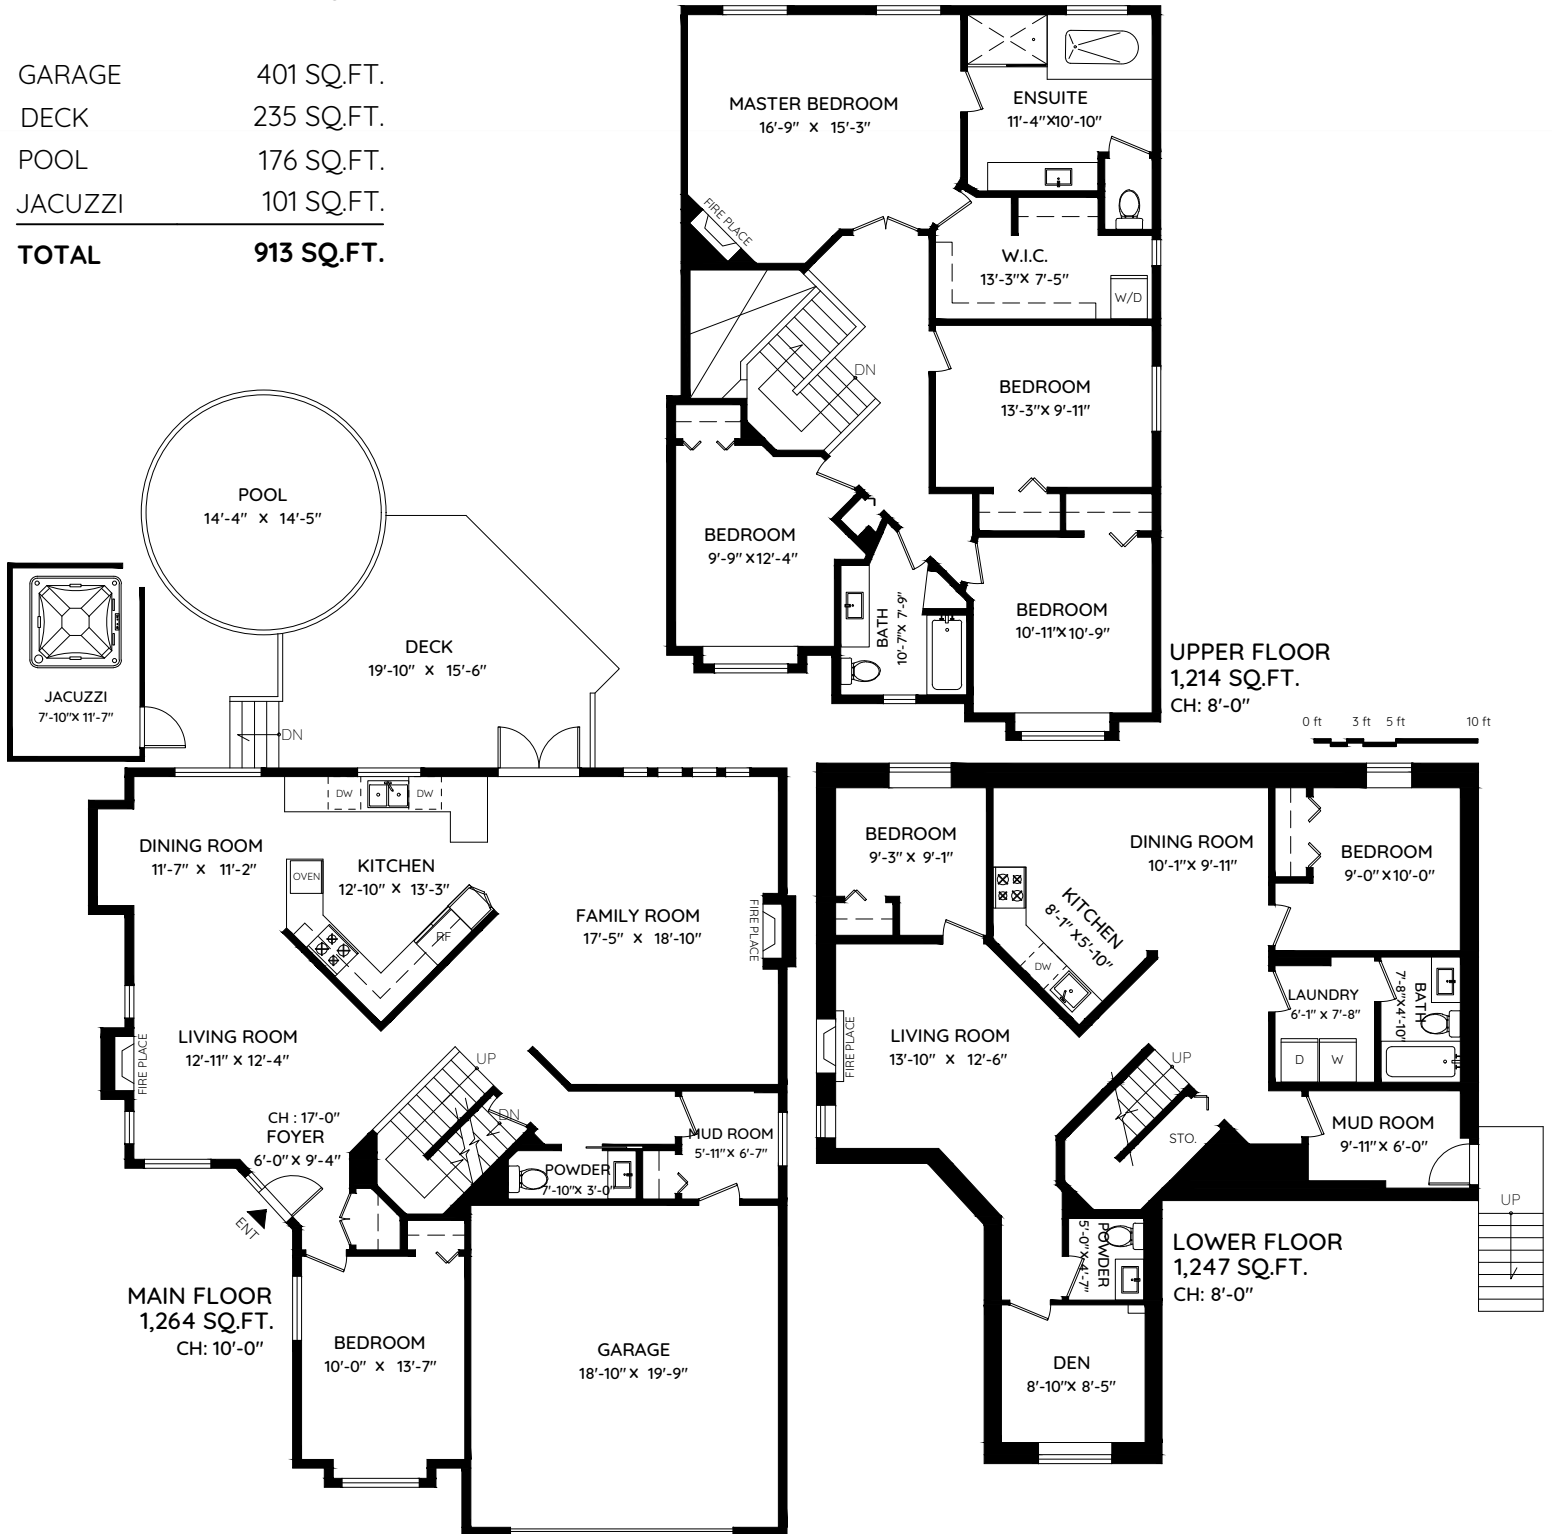 GARAGE 401 SQ.FT.
DECK 235 SQ.FT.
POOL 176 SQ.FT.
JACUZZI 101 SQ.FT.
TOTAL 913 SQ.FT.
MASTER BEDROOM
16'-9" X 15'-3"
ENSUITE
11'-4"X10'-10"
FIRE PLACE
W.I.C.
13'-3"X 7'-5"
W/D
DN
BEDROOM
13'-3"X 9'-11"
BEDROOM
9'-9" X12'-4"
BATH
10'-7"X 7'-9"
BEDROOM
10'-11"X10'-9"
UPPER FLOOR
1,214 SQ.FT.
CH: 8'-0"
0 ft 3 ft 5 ft 10 ft
POOL
14'-4" X 14'-5"
DECK
19'-10" X 15'-6"
JACUZZI
7'-10"X 11'-7"
DN
DW
DW
DINING ROOM
11'-7" X 11'-2"
OVEN
KITCHEN
12'-10" X 13'-3"
RF
FAMILY ROOM
17'-5" X 18'-10"
FIRE PLACE
LIVING ROOM
12'-11" X 12'-4"
FIRE PLACE
UP
DN
CH : 17'-0"
FOYER
6'-0"X 9'-4"
MUD ROOM
5'-11"X 6'-7"
POWDER
7'-10"X 3'-0"
ENT
MAIN FLOOR
1,264 SQ.FT.
CH: 10'-0"
BEDROOM
10'-0" X 13'-7"
GARAGE
18'-10" X 19'-9"
BEDROOM
9'-3" X 9'-1"
DINING ROOM
10'-1"X 9'-11"
BEDROOM
9'-0"X10'-0"
KITCHEN
8'-1" X5'-10"
DW
LAUNDRY
6'-1" X 7'-8"
D
W
BATH
7'-8"X4'-10"
LIVING ROOM
13'-10" X 12'-6"
FIRE PLACE
UP
STO.
MUD ROOM
9'-11"X 6'-0"
UP
POWDER
5'-0"X 4'-7"
LOWER FLOOR
1,247 SQ.FT.
CH: 8'-0"
DEN
8'-10"X 8'-5"